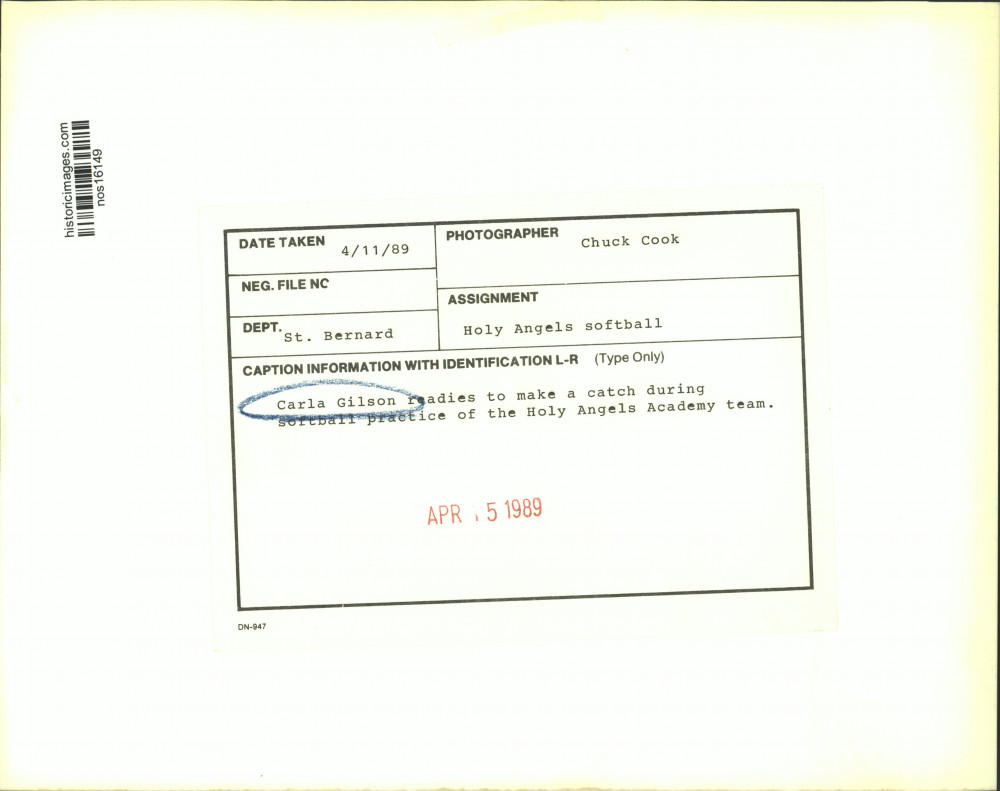 historicimages.com
nos16149
DATE TAKEN 4/11/89
PHOTOGRAPHER Chuck Cook
NEG. FILE NO
ASSIGNMENT
Holy Angels softball
DEPT. St. Bernard
CAPTION INFORMATION WITH IDENTIFICATION L-R (Type Only)
Carla Gilson readies to make a catch during
softball practice of the Holy Angels Academy team.
APR 5 1989
DN-947